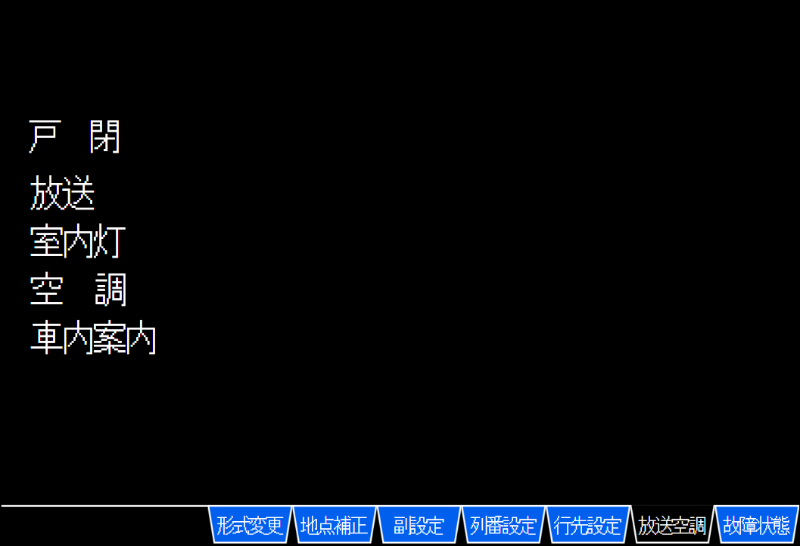 戸　閉
放送
室内灯
空　調
車内案内
形式変更 地点補正 副設定 列番設定 行先設定 放送空調 故障状態